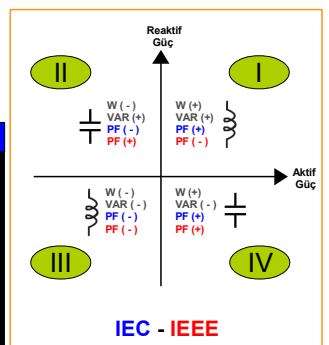 Reaktif
Güç
II
I
W ( - )
VAR (+)
PF ( - )
PF (+)
W (+)
VAR (+)
PF (+)
PF ( - )
Aktif
Güç
W ( - )
VAR ( - )
PF ( - )
PF ( - )
W (+)
VAR ( - )
PF (+)
PF (+)
III
IV
IEC - IEEE